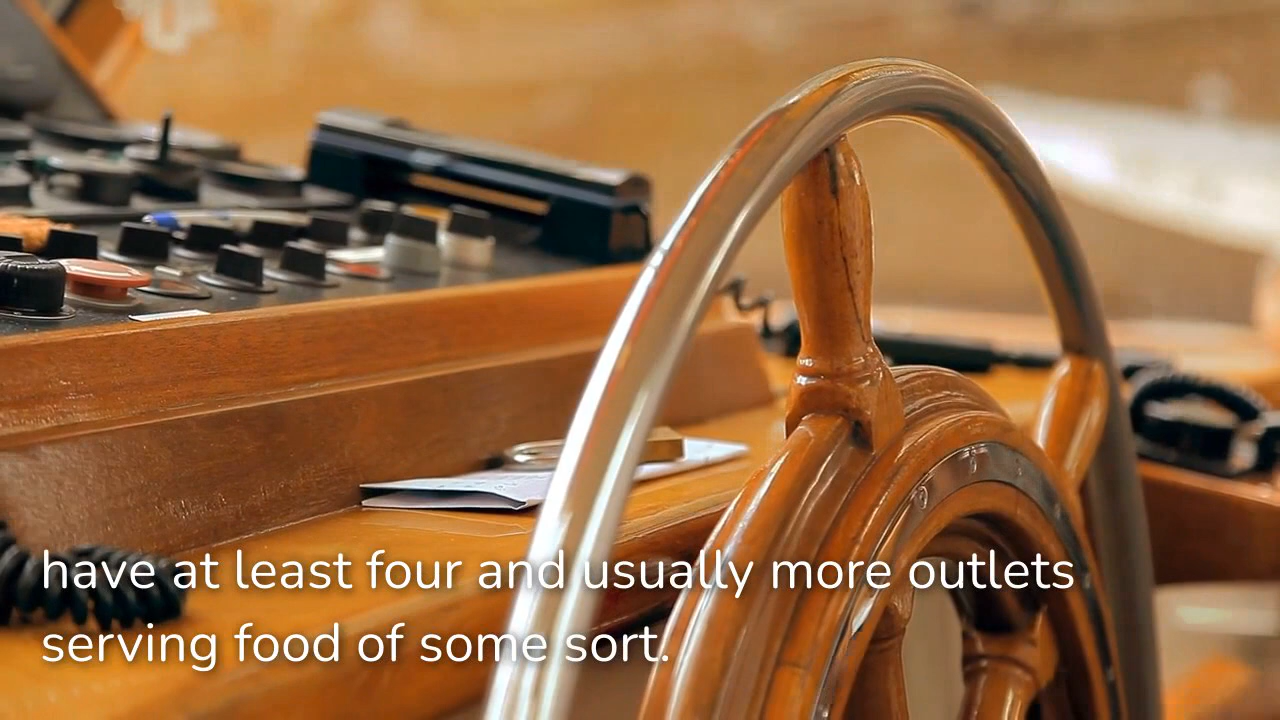 have at least four and usually more outlets
serving food of some sort.